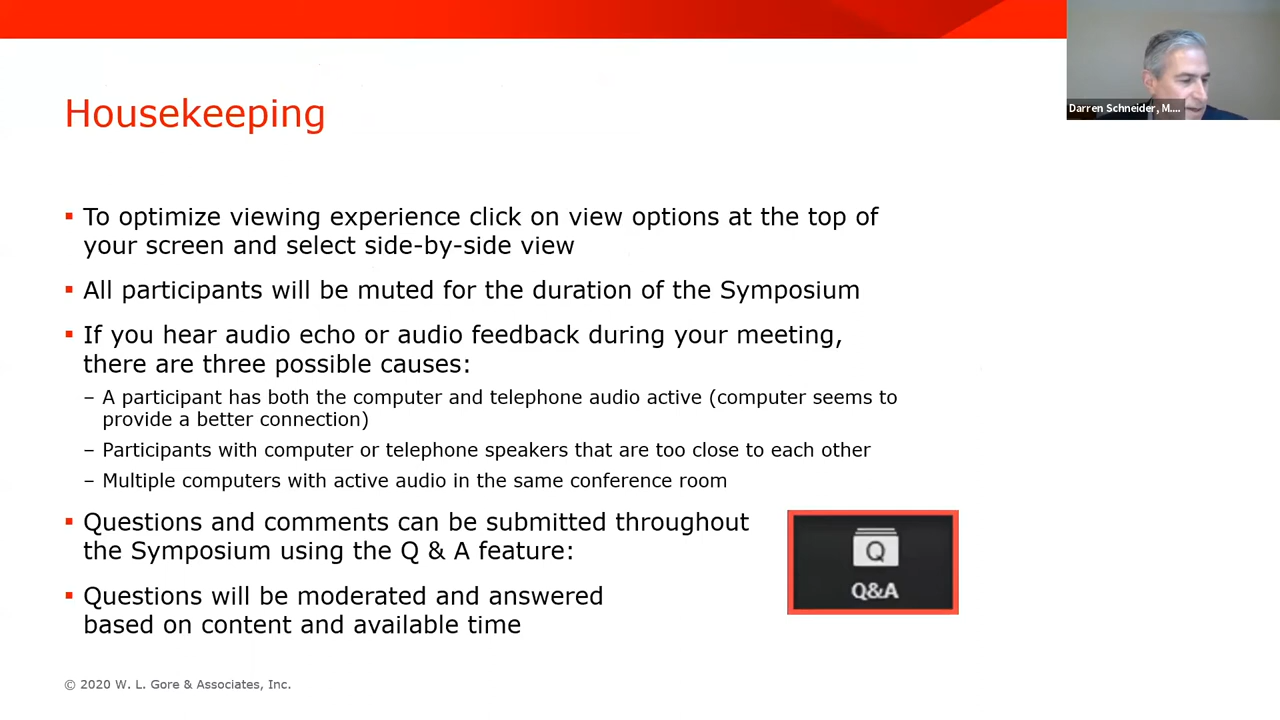 Darren Schneider, M....
Housekeeping
▪ To optimize viewing experience click on view options at the top of
your screen and select side-by-side view
▪ All participants will be muted for the duration of the Symposium
▪ If you hear audio echo or audio feedback during your meeting,
there are three possible causes:
– A participant has both the computer and telephone audio active (computer seems to
provide a better connection)
– Participants with computer or telephone speakers that are too close to each other
– Multiple computers with active audio in the same conference room
▪ Questions and comments can be submitted throughout
the Symposium using the Q & A feature:
Q
Q&A
▪ Questions will be moderated and answered
based on content and available time
© 2020 W. L. Gore & Associates, Inc.